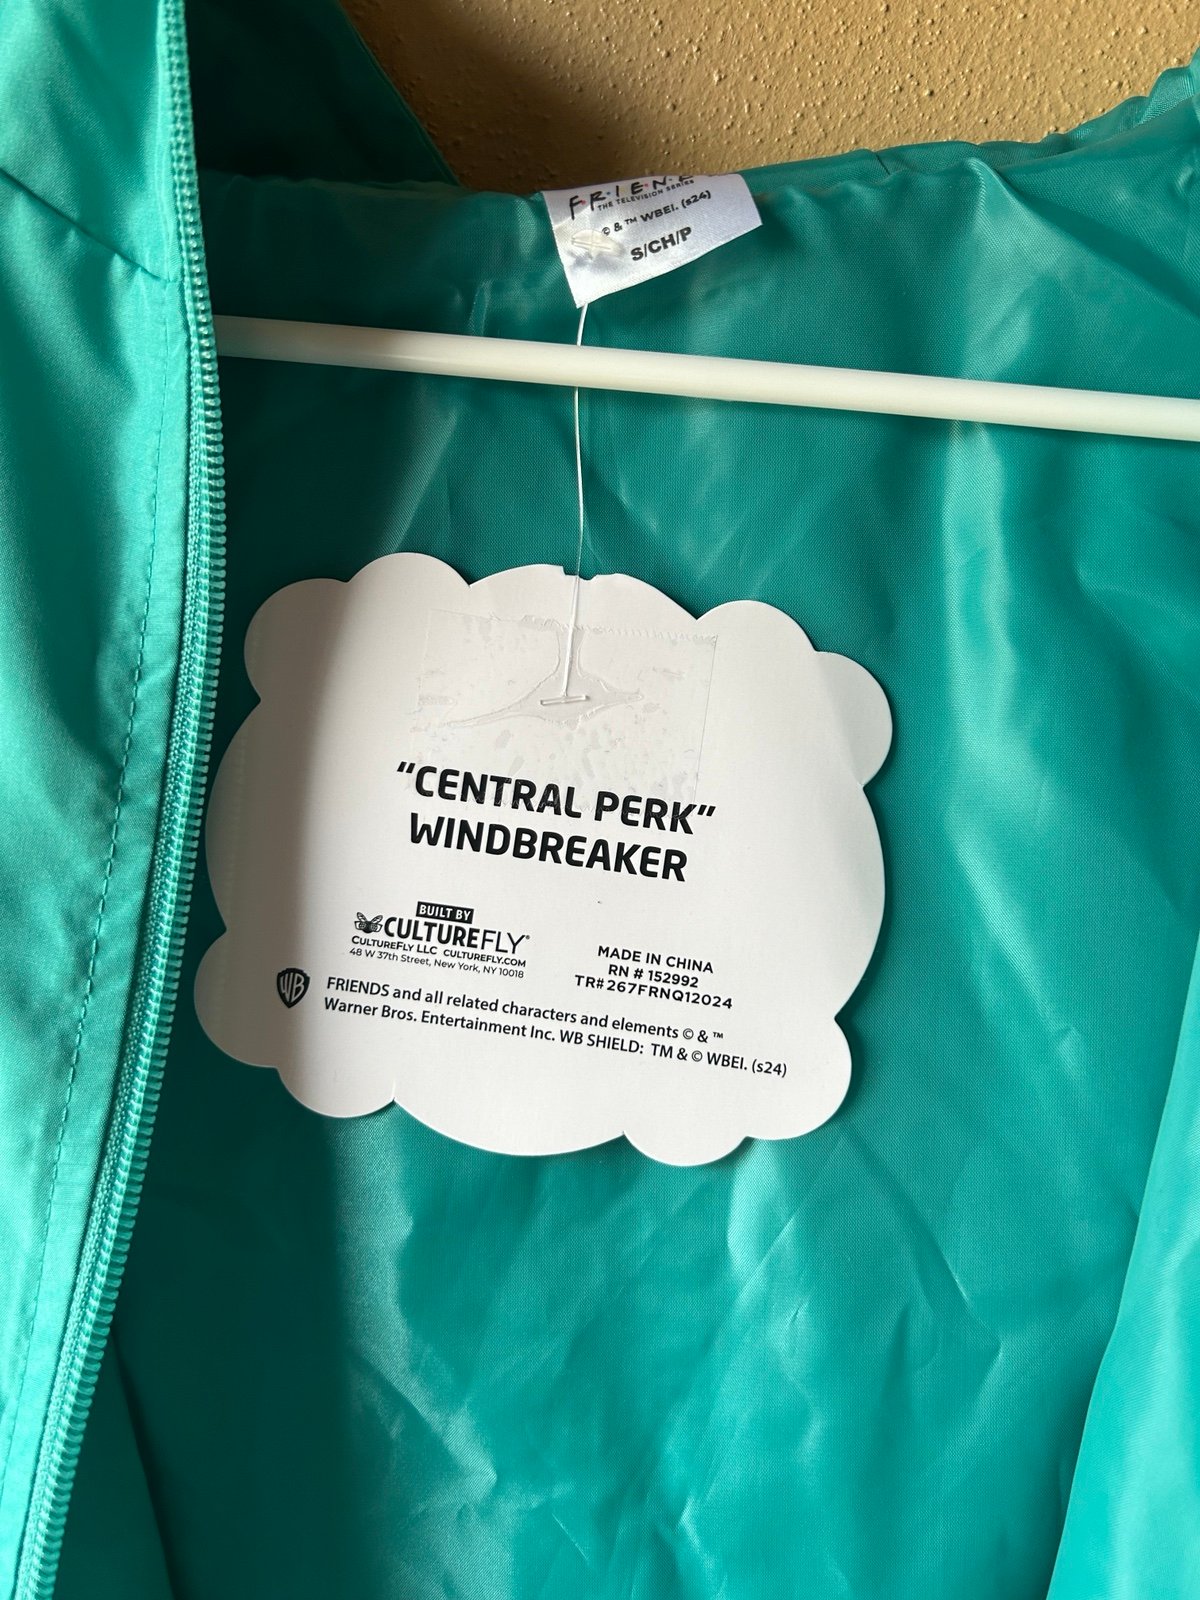 F·R·I·E·N·
THE TELEVISION SERIES
© & ™ WBEI. (s24)
S/CH/P
“CENTRAL PERK”
WINDBREAKER
BUILT BY
CULTUREFLY®
CULTUREFLY LLC CULTUREFLY.COM
48 W 37th Street, New York, NY 10018
MADE IN CHINA
RN # 152992
TR# 267FRNQ12024
WB
FRIENDS and all related characters and elements © & ™
Warner Bros. Entertainment Inc. WB SHIELD: TM & © WBEI. (s24)